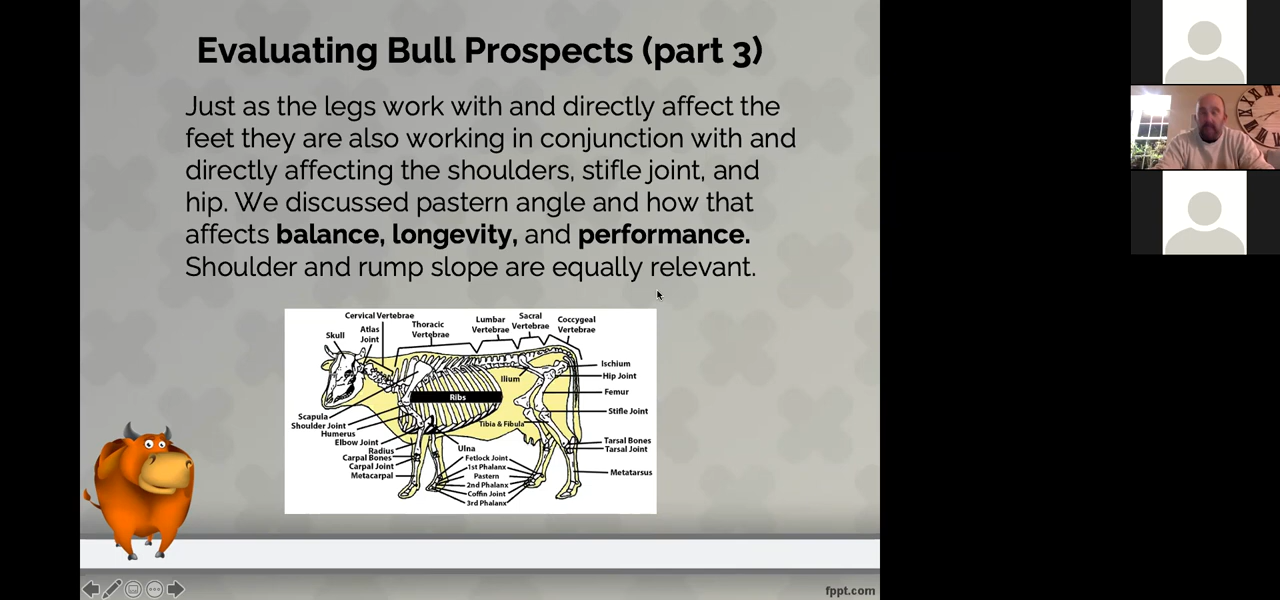 Evaluating Bull Prospects (part 3)
Just as the legs work with and directly affect the
feet they are also working in conjunction with and
directly affecting the shoulders, stifle joint, and
hip. We discussed pastern angle and how that
affects balance, longevity, and performance.
Shoulder and rump slope are equally relevant.
Cervical Vertebrae
Skull
Atlas
Joint
Thoracic
Vertebrae
Lumbar
Vertebrae
Sacral
Vertebrae
Coccygeal
Vertebrae
Ischium
Hip Joint
Ilium
Femur
Ribs
Stifle Joint
Scapula
Shoulder Joint
Humerus
Tibia & Fibula
Elbow Joint
Radius
Carpal Bones
Carpal Joint
Metacarpal
Ulna
Fetlock Joint
1st Phalanx
Pastern
2nd Phalanx
Coffin Joint
3rd Phalanx
Tarsal Bones
Tarsal Joint
Metatarsus
fppt.com